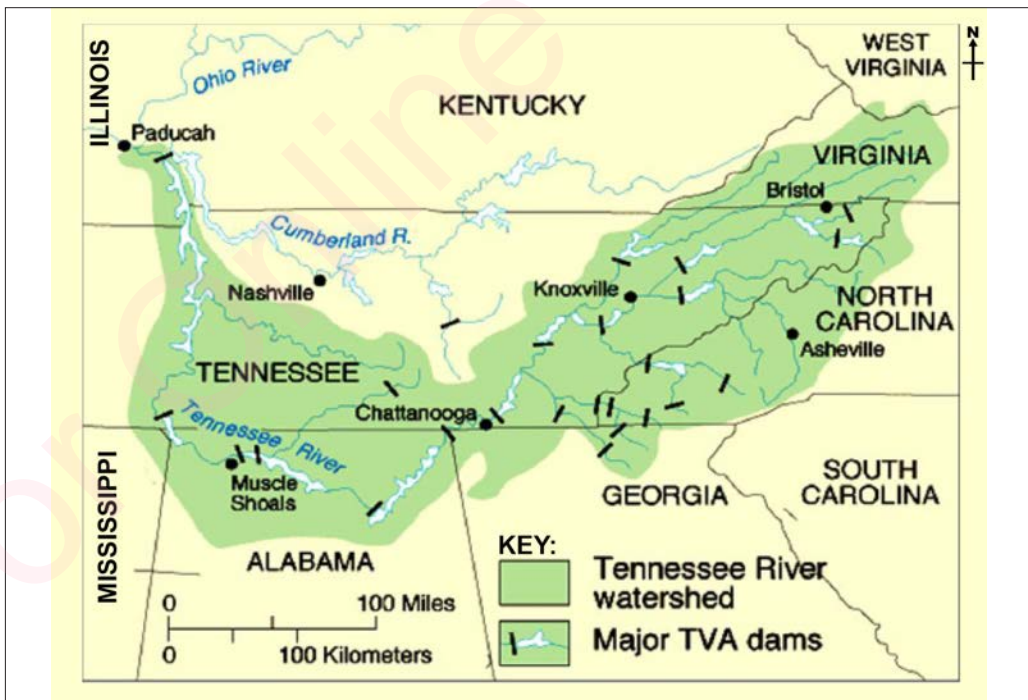 WEST
VIRGINIA
N
ILLINOIS
Ohio River
KENTUCKY
Paducah
VIRGINIA
Bristol
Cumberland R.
Nashville
Knoxville
NORTH
CAROLINA
Asheville
TENNESSEE
Chattanooga
Tennessee River
Muscle
Shoals
MISSISSIPPI
GEORGIA
SOUTH
CAROLINA
ALABAMA
KEY:
Tennessee River
watershed
Major TVA dams
0 100 Miles
0 100 Kilometers
or Online